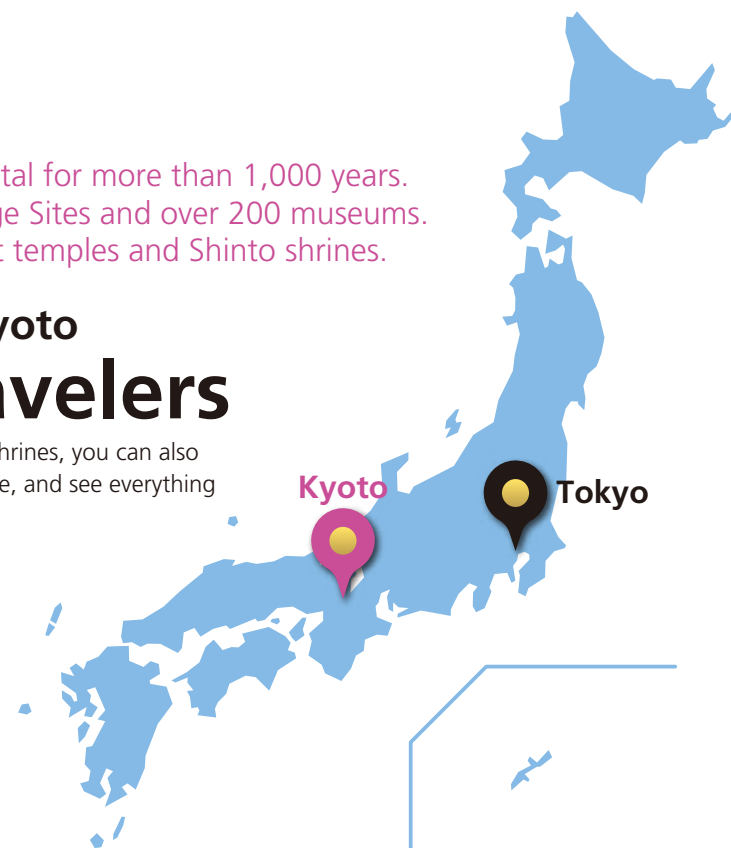 tal for more than 1,000 years.
ge Sites and over 200 museums.
t temples and Shinto shrines.
yoto
avelers
hrines, you can also
e, and see everything
Kyoto
Tokyo